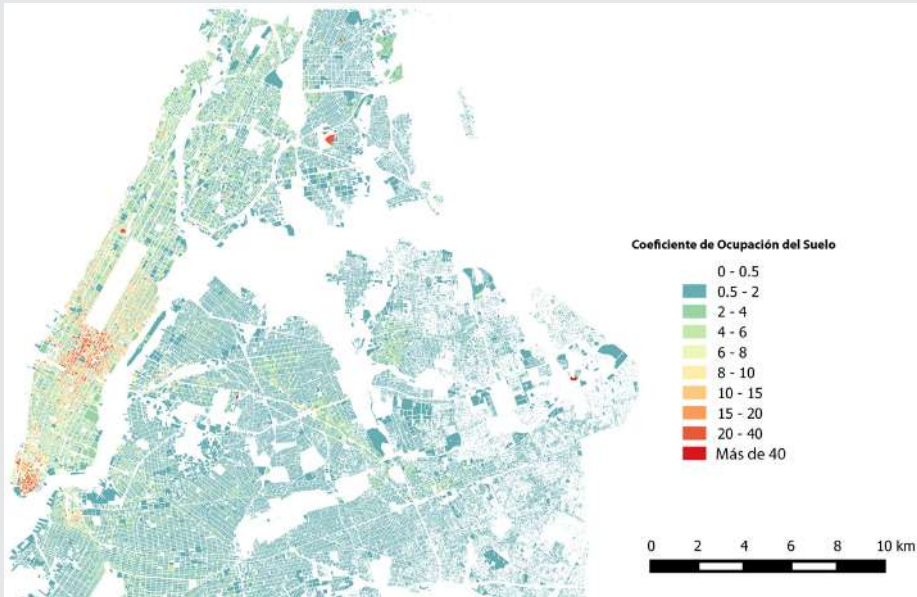 Coeficiente de Ocupación del Suelo
0 - 0.5
0.5 - 2
2 - 4
4 - 6
6 - 8
8 - 10
10 - 15
15 - 20
20 - 40
Más de 40
0 2 4 6 8 10 km